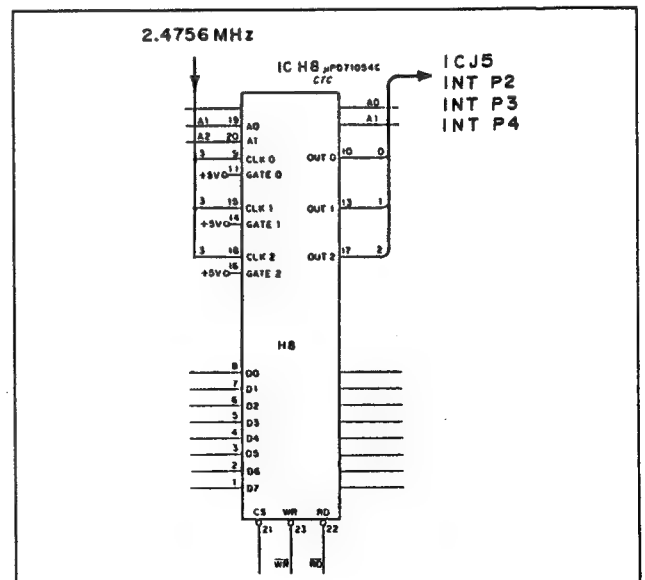 2.4756 MHz
IC H8 µPD71054C
CTC
ICJ5
INT P2
INT P3
INT P4
A0
A1 19 A0 A1
A2 20 A1
3 9 CLK 0 OUT 0 10 0
+5V 11 GATE 0
3 15 CLK 1 OUT 1 13 1
+5V 14 GATE 1
3 18 CLK 2 OUT 2 17 2
+5V 16 GATE 2
H8
8 D0
7 D1
6 D2
5 D3
4 D4
3 D5
2 D6
1 D7
CS WR RD
21 23 22
WR RD